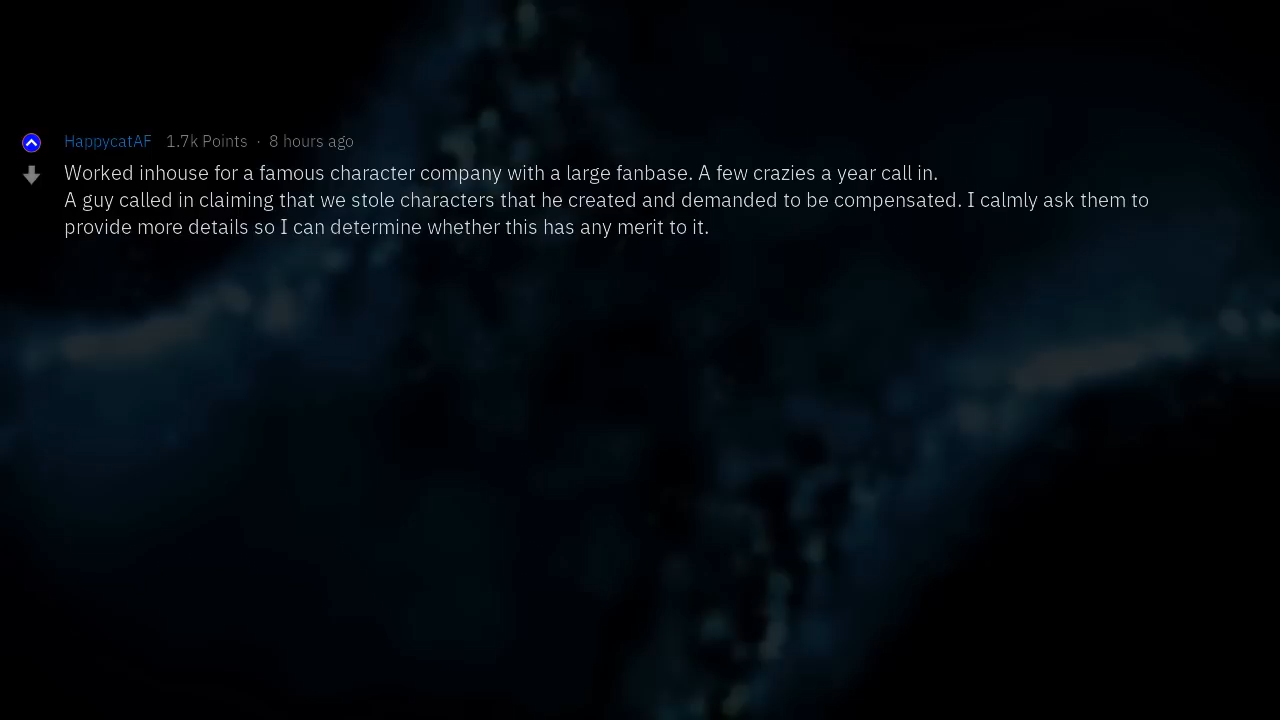 HappycatAF 1.7k Points · 8 hours ago
Worked inhouse for a famous character company with a large fanbase. A few crazies a year call in.
A guy called in claiming that we stole characters that he created and demanded to be compensated. I calmly ask them to
provide more details so I can determine whether this has any merit to it.